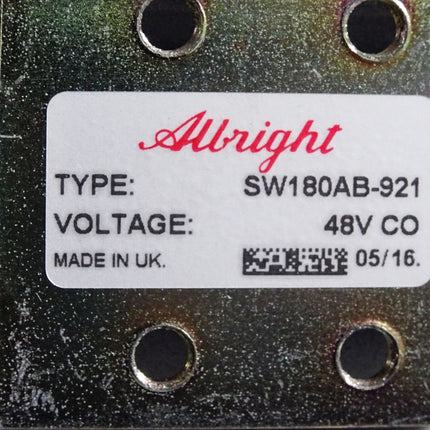 Albright
TYPE: SW180AB-921
VOLTAGE: 48V CO
MADE IN UK. 05/16.